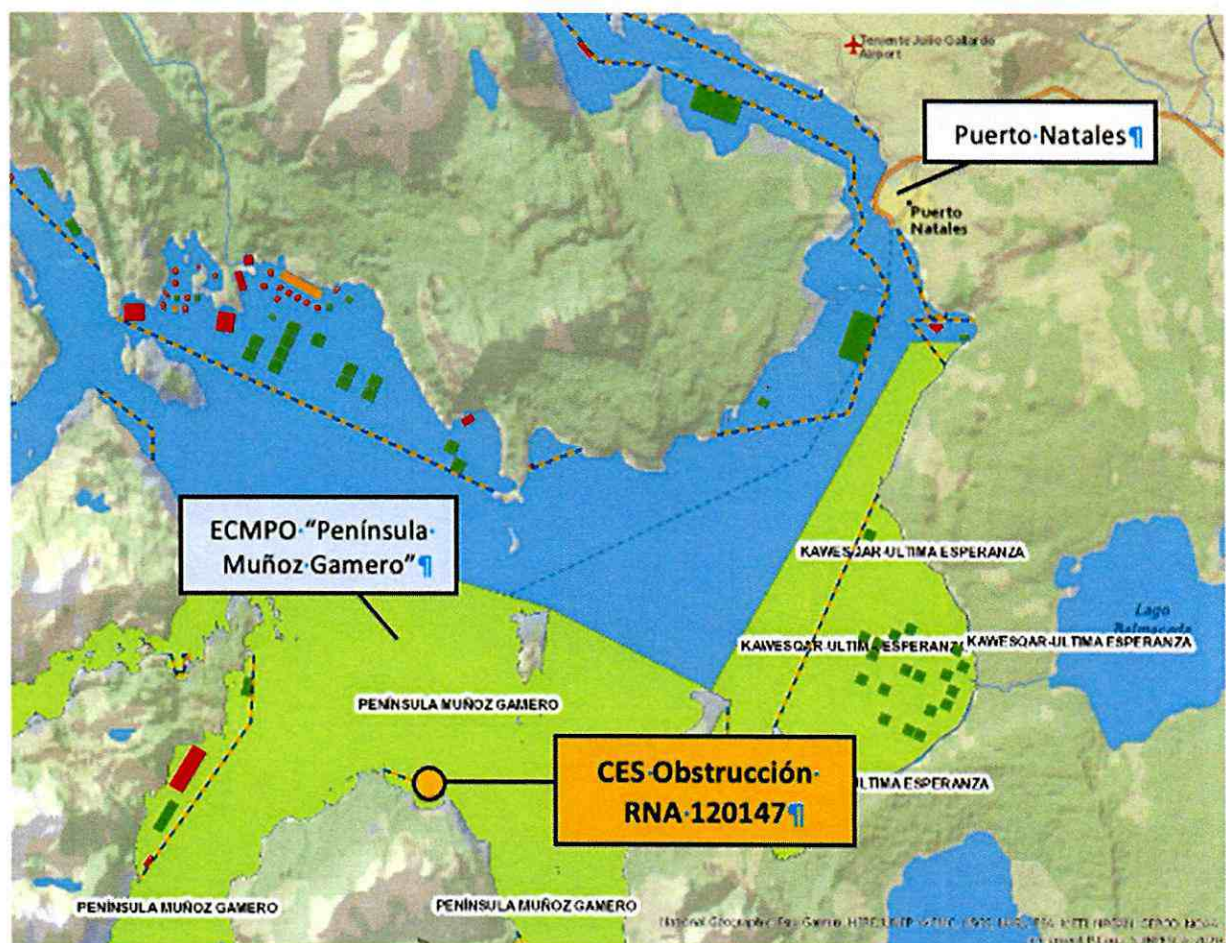 Teniente Julio Gallardo
Airport
Puerto·Natales¶
Puerto
Natales
ECMPO·"Península·
Muñoz·Gamero"¶
KAWESQAR-ULTIMA ESPERANZA
Lago
Balmaceda
KAWESQAR-ULTIMA ESPERANZA
KAWESQAR-ULTIMA ESPERANZA
PENÍNSULA MUÑOZ GAMERO
CES·Obstrucción·
RNA·120147¶
ULTIMA ESPERANZA
PENÍNSULA MUÑOZ GAMERO
PENÍNSULA MUÑOZ GAMERO
National Geographic, Esri, Garmin, HERE,